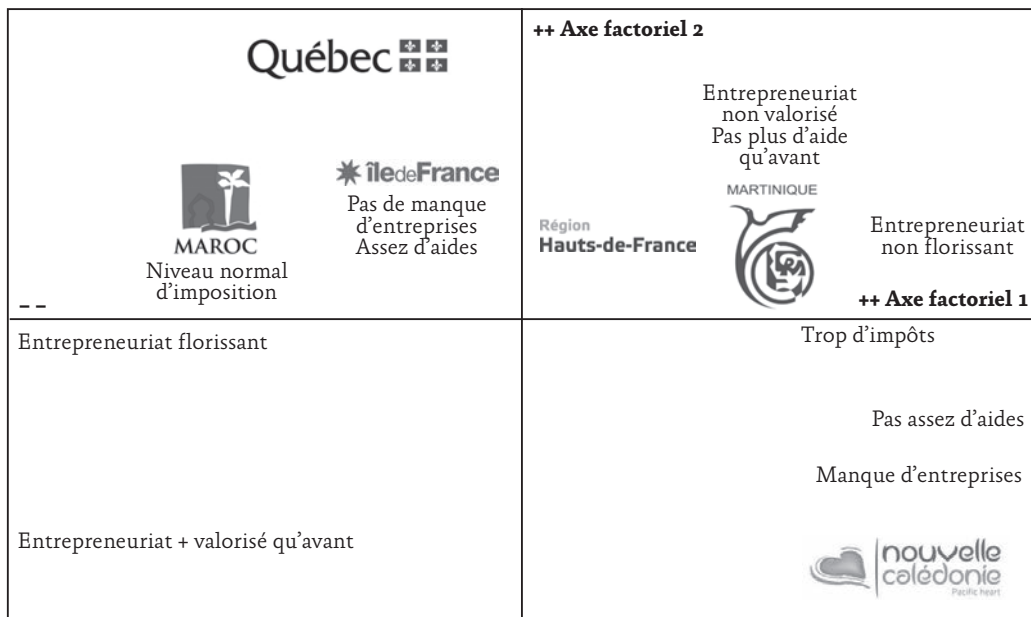 Québec
++ Axe factoriel 2
Entrepreneuriat
non valorisé
Pas plus d'aide
qu'avant
îledeFrance
Pas de manque
d'entreprises
Assez d'aides
MAROC
Niveau normal
d'imposition
MARTINIQUE
Région
Hauts-de-France
Entrepreneuriat
non florissant
– –
++ Axe factoriel 1
Entrepreneuriat florissant
Trop d'impôts
Pas assez d'aides
Manque d'entreprises
Entrepreneuriat + valorisé qu'avant
nouvelle
calédonie
Pacific heart